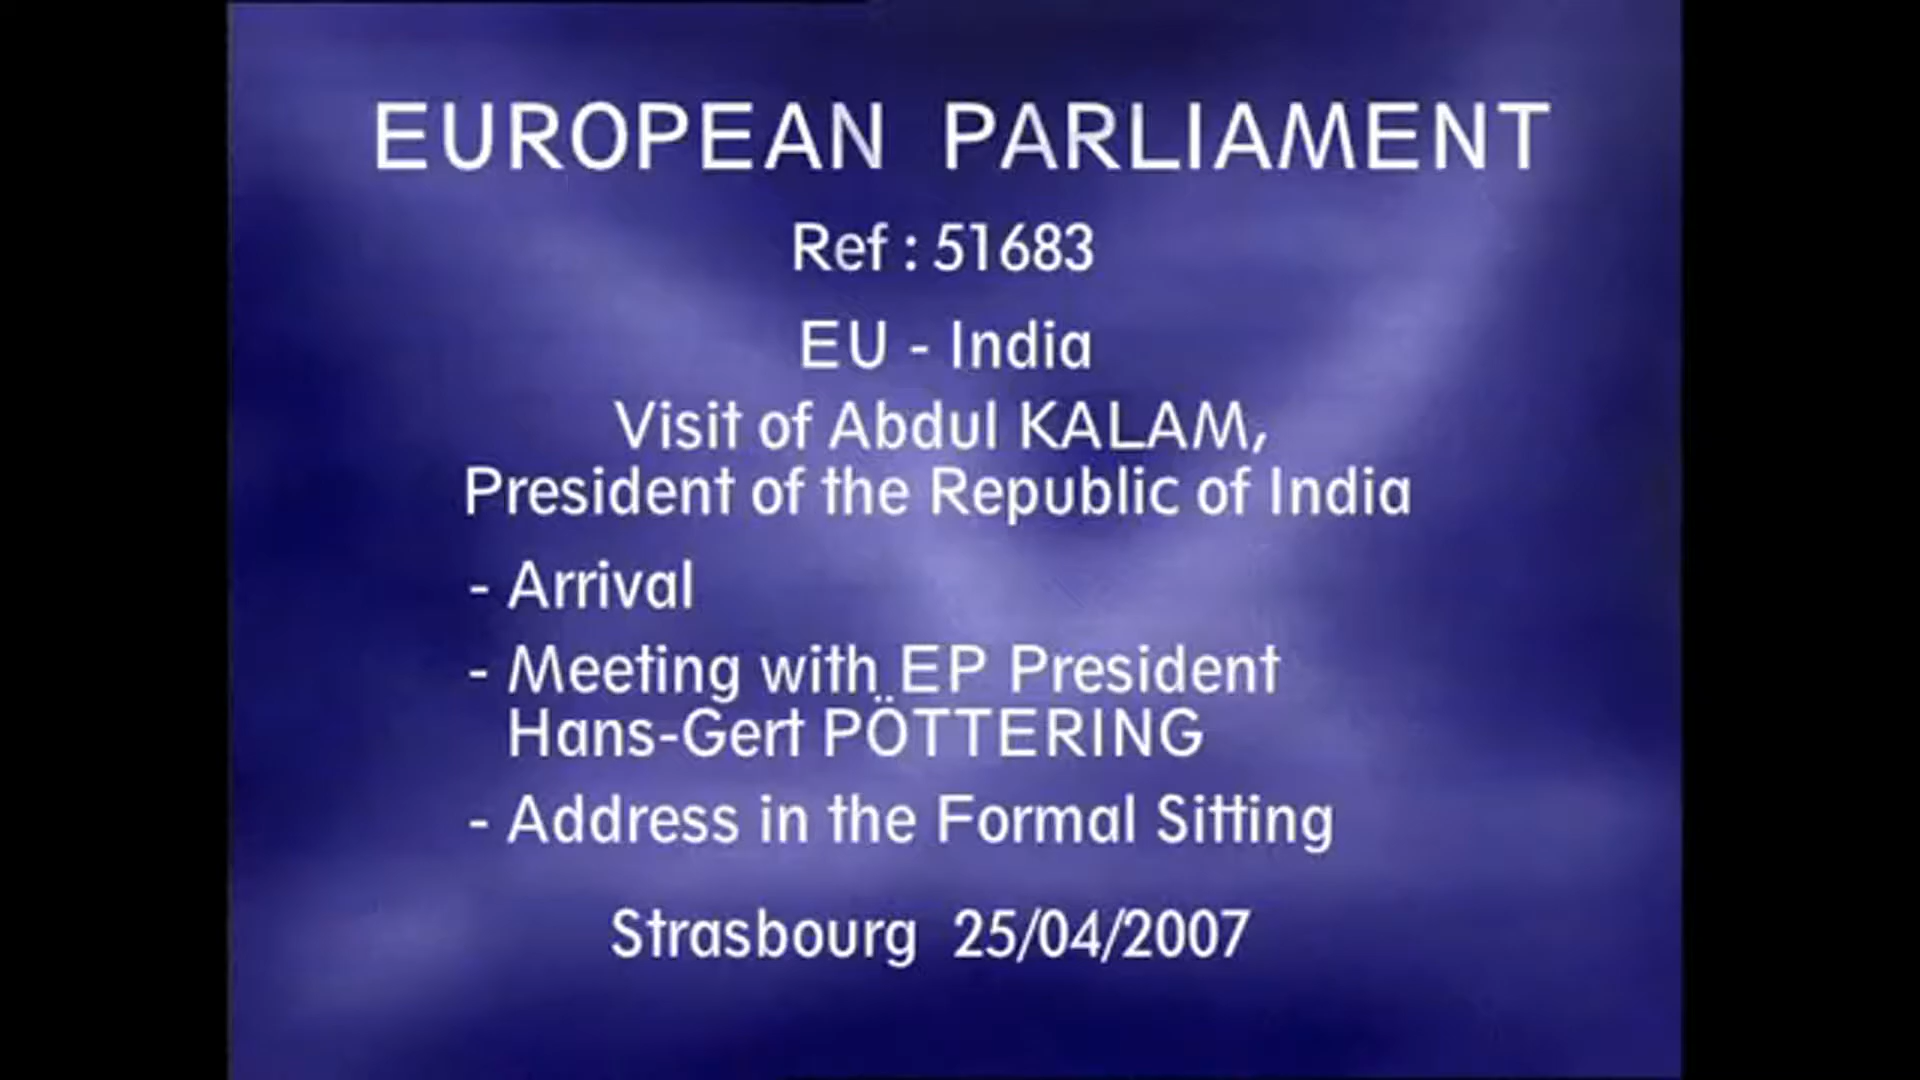 EUROPEAN PARLIAMENT
Ref : 51683
EU - India
Visit of Abdul KALAM,
President of the Republic of India
- Arrival
- Meeting with EP President
Hans-Gert PÖTTERING
- Address in the Formal Sitting
Strasbourg 25/04/2007